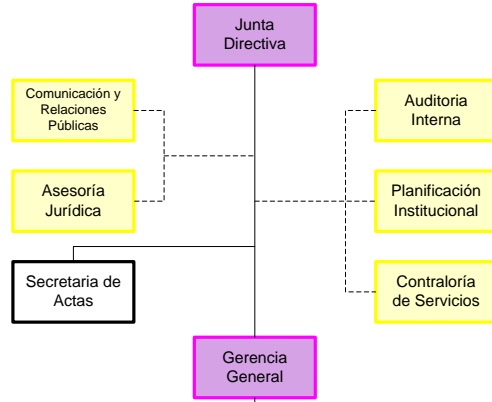 Junta
Directiva
Comunicación y
Relaciones
Públicas
Auditoria
Interna
Asesoría
Jurídica
Planificación
Institucional
Secretaria de
Actas
Contraloría
de Servicios
Gerencia
General